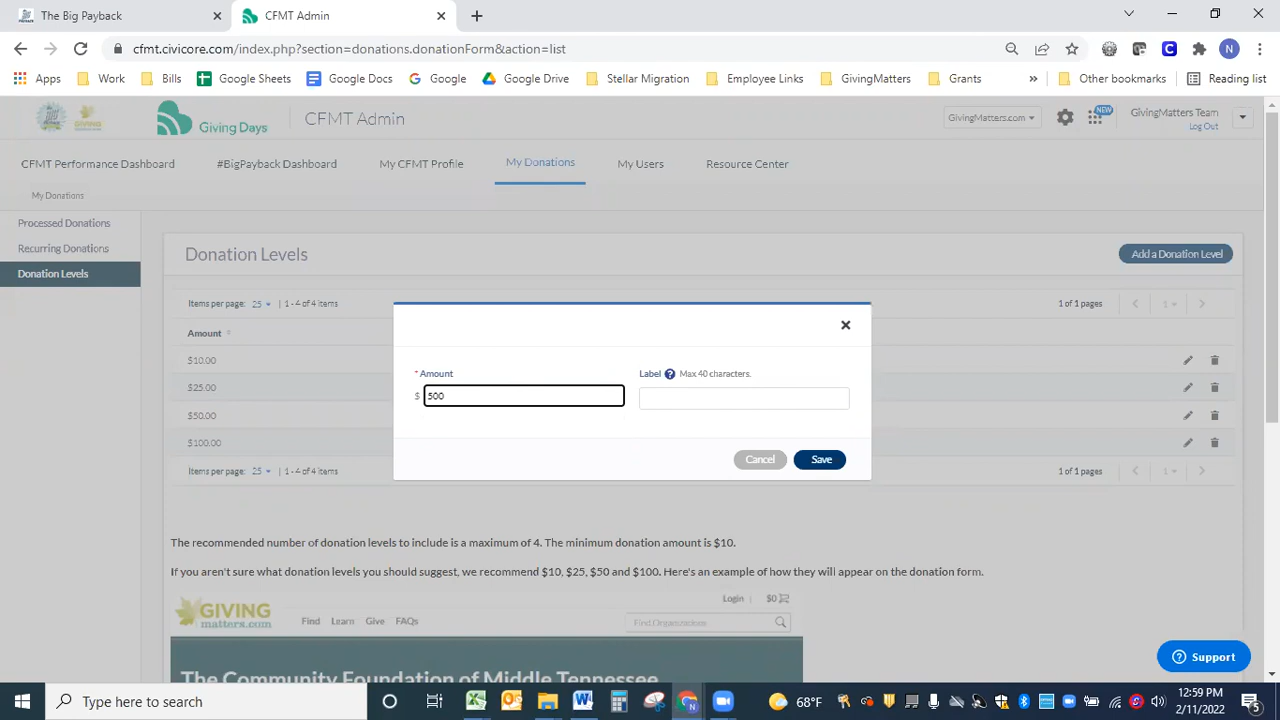 The Big Payback
CFMT Admin
cfmt.civicore.com/index.php?section=donations.donationForm&action=list
Apps Work Bills Google Sheets Google Docs Google Google Drive Stellar Migration Employee Links GivingMatters Grants » Other bookmarks Reading list
Giving Days CFMT Admin GivingMatters.com NEW GivingMatters Team
Log Out
CFMT Performance Dashboard #BigPayback Dashboard My CFMT Profile My Donations My Users Resource Center
My Donations
Processed Donations
Recurring Donations
Donation Levels
Donation Levels Add a Donation Level
Items per page: 25 | 1 - 4 of 4 items 1 of 1 pages 1
Amount
$10.00
$25.00
$50.00
$100.00
Items per page: 25 | 1 - 4 of 4 items 1 of 1 pages 1
* Amount Label ? Max 40 characters.
$ 500
Cancel Save
The recommended number of donation levels to include is a maximum of 4. The minimum donation amount is $10.
If you aren't sure what donation levels you should suggest, we recommend $10, $25, $50 and $100. Here's an example of how they will appear on the donation form.
Login | $0
GIVING matters.com Find Learn Give FAQs Find Organizations
The Community Foundation of Middle Tennessee
Support
Type here to search
68°F
12:59 PM
2/11/2022
5